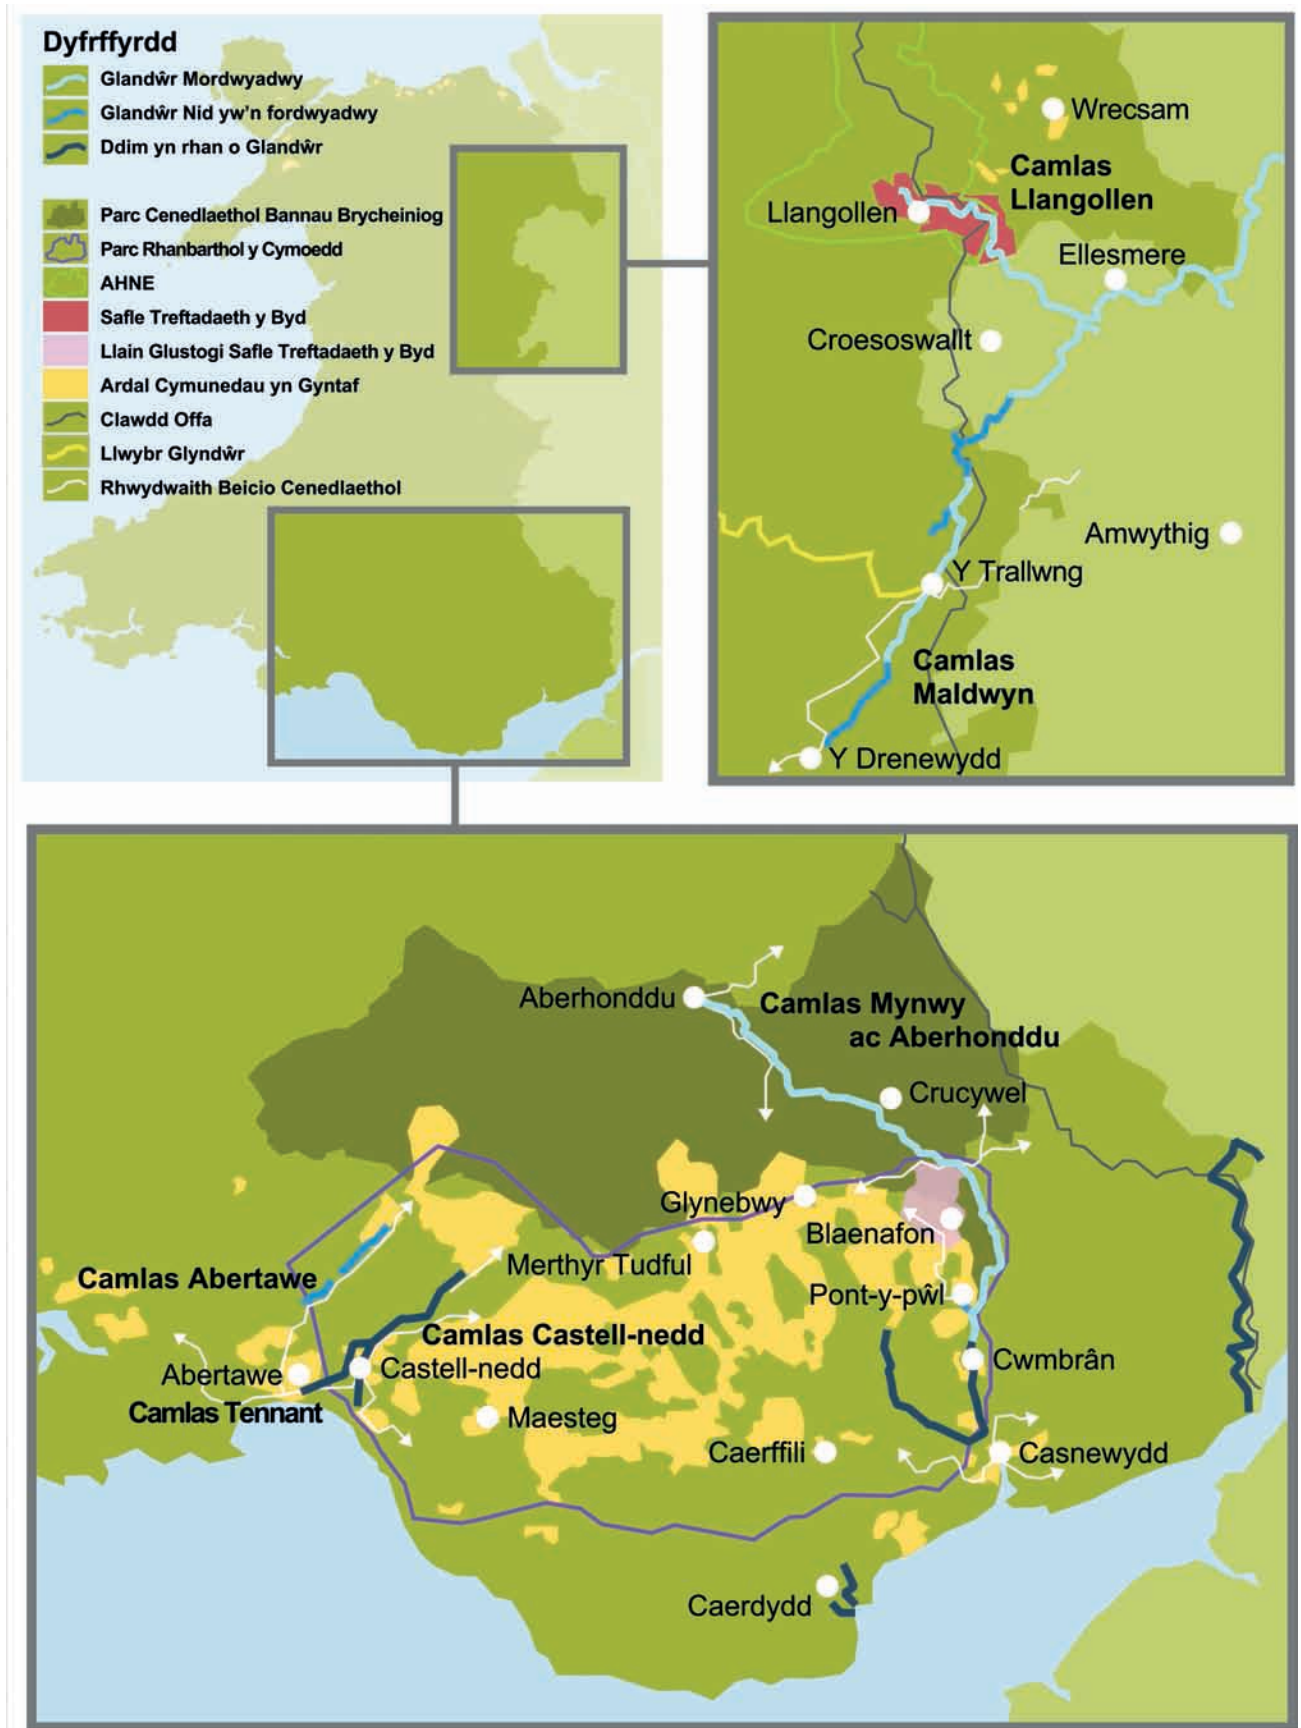 Dyfrffyrdd
Glandŵr Mordwyadwy
Glandŵr Nid yw'n fordwyadwy
Ddim yn rhan o Glandŵr
Parc Cenedlaethol Bannau Brycheiniog
Parc Rhanbarthol y Cymoedd
AHNE
Safle Treftadaeth y Byd
Llain Glustogi Safle Treftadaeth y Byd
Ardal Cymunedau yn Gyntaf
Clawdd Offa
Llwybr Glyndŵr
Rhwydwaith Beicio Cenedlaethol
Wrecsam
Camlas
Llangollen
Llangollen
Ellesmere
Croesoswallt
Amwythig
Y Trallwng
Camlas
Maldwyn
Y Drenewydd
Aberhonddu
Camlas Mynwy
ac Aberhonddu
Crucywel
Glynebwy
Blaenafon
Merthyr Tudful
Camlas Abertawe
Pont-y-pŵl
Camlas Castell-nedd
Cwmbrân
Abertawe
Castell-nedd
Camlas Tennant
Maesteg
Caerffili
Casnewydd
Caerdydd